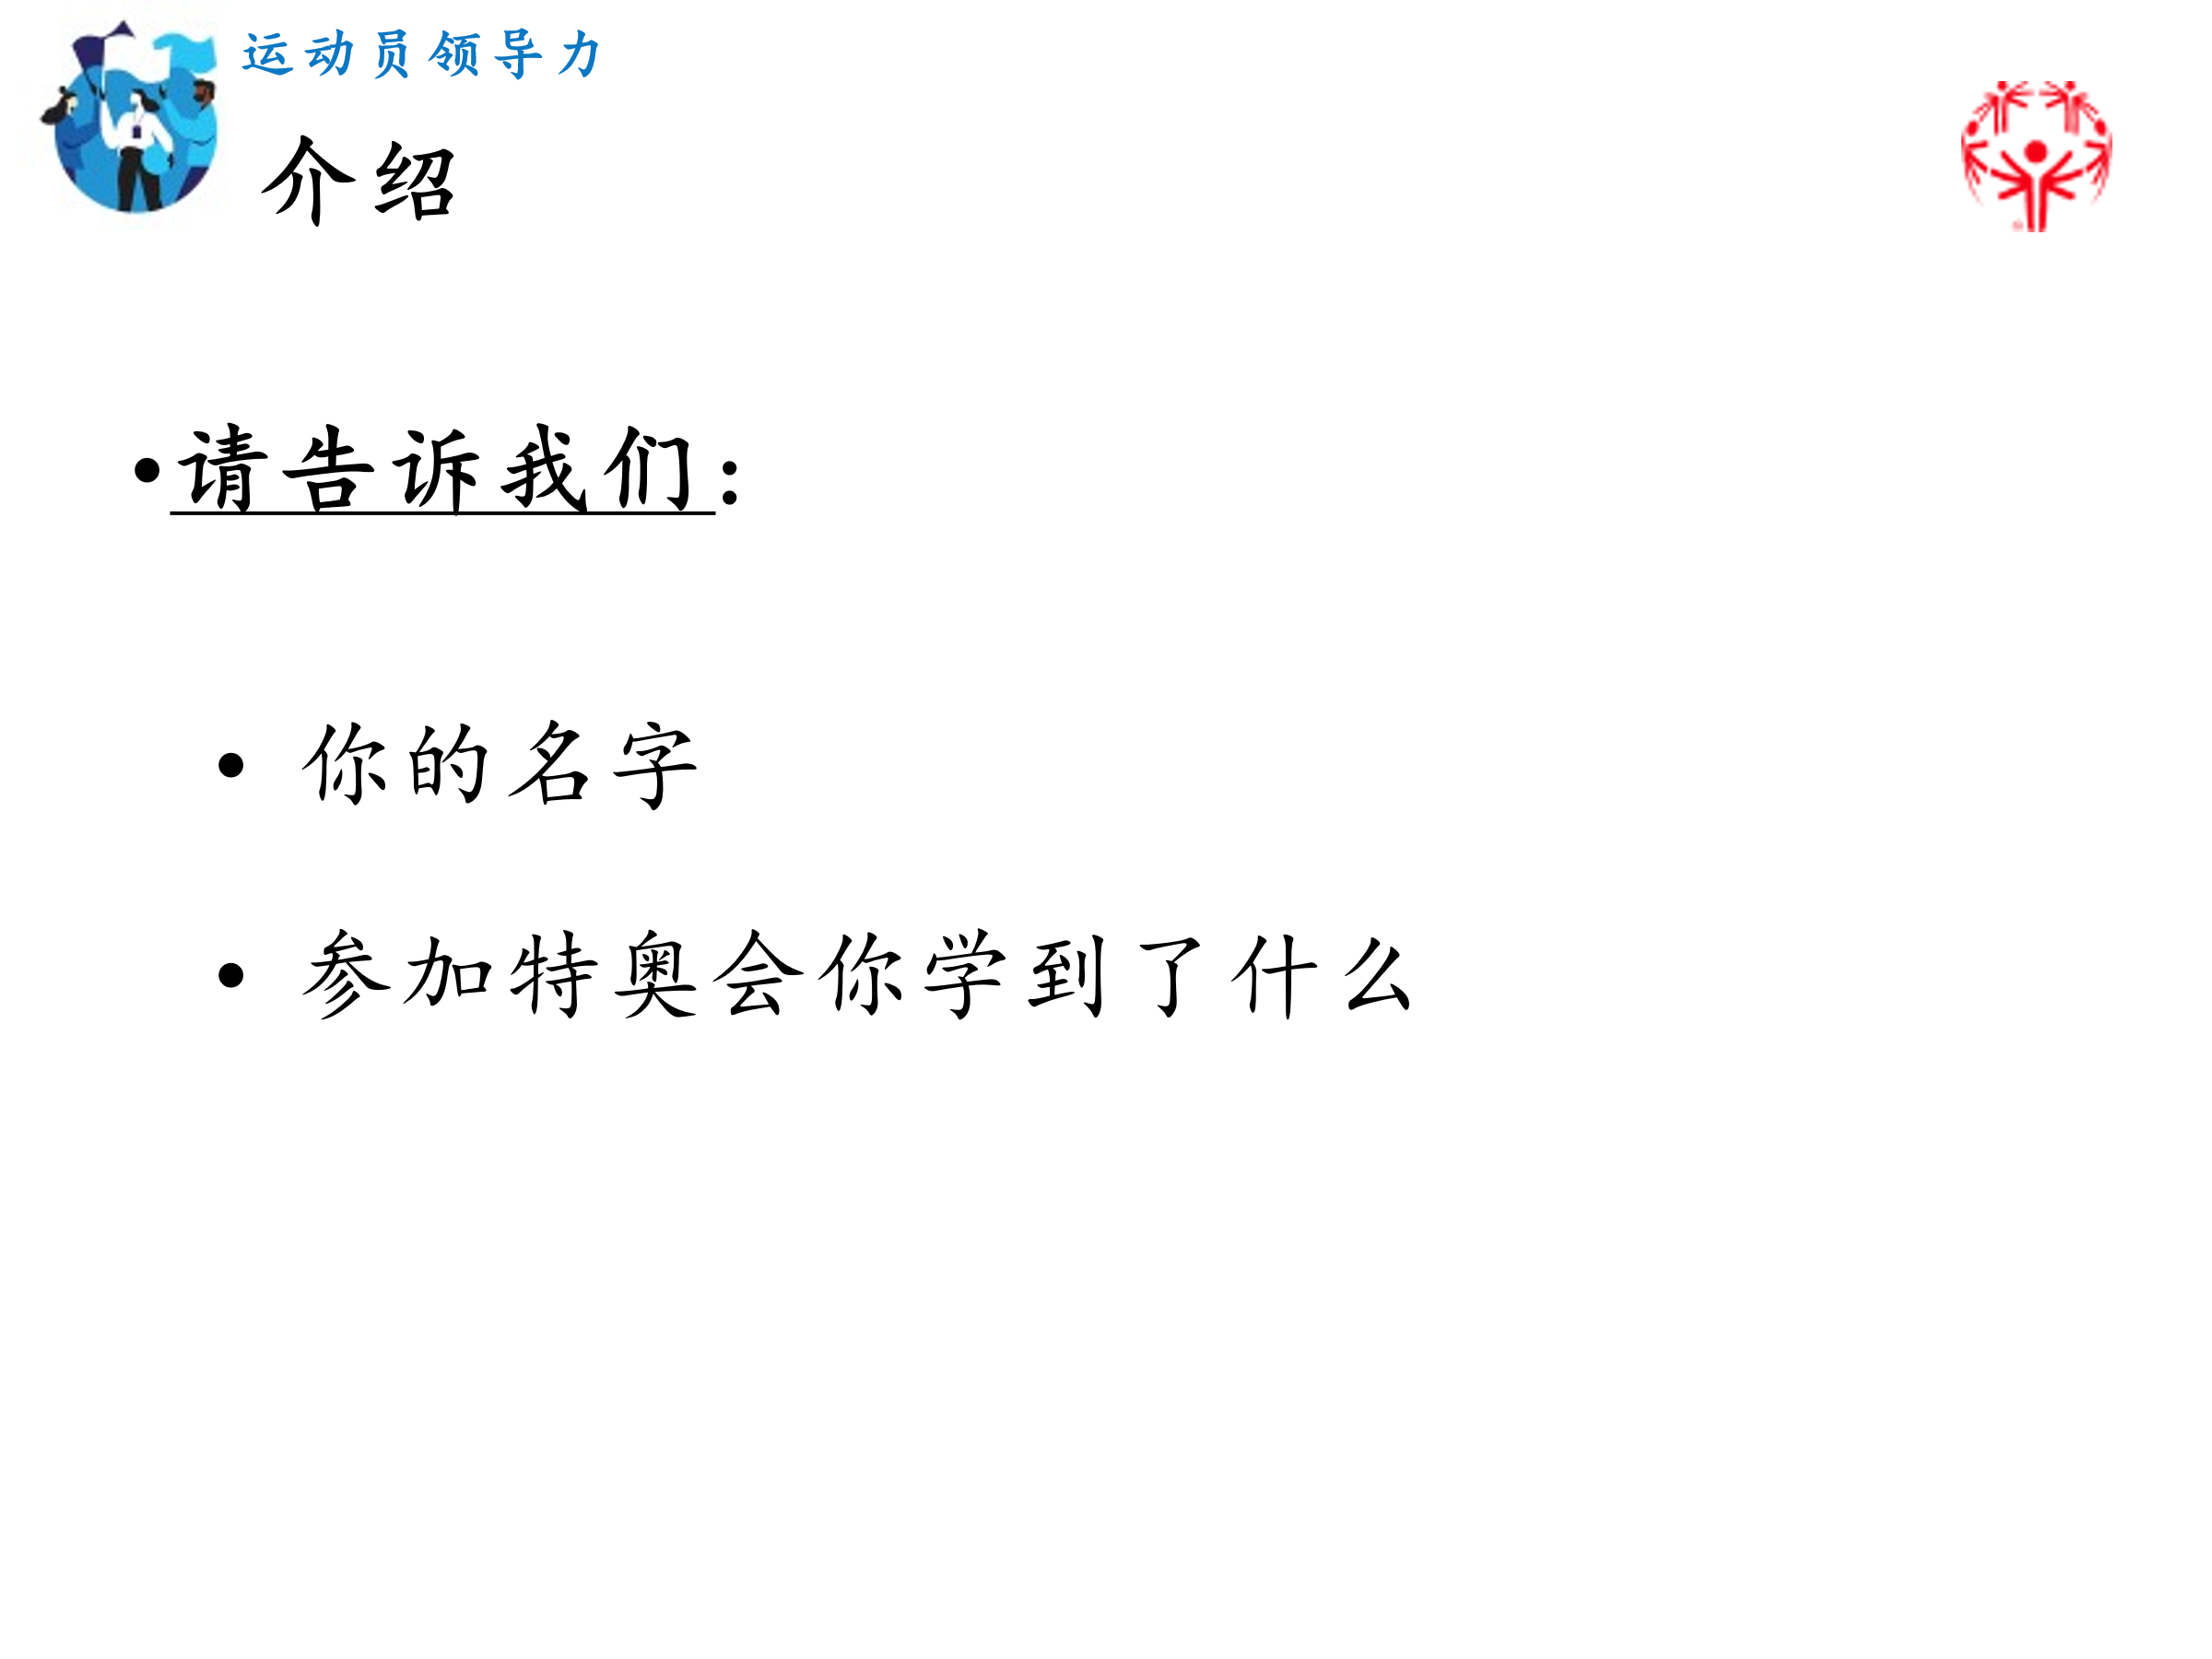 运动员领导力
介绍
•请告诉我们：
• 你的名字
• 参加特奥会你学到了什么